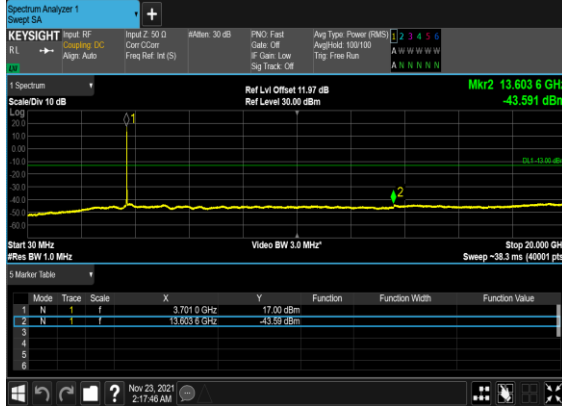 Spectrum Analyzer 1
Swept SA
+
KEYSIGHT Input: RF Input Z: 50 Ω #Atten: 30 dB PNO: Fast Avg Type: Power (RMS) 1 2 3 4 5 6
RL Coupling: DC Corr CCorr Gate: Off Avg|Hold: 100/100 A W W W W W
Align: Auto Freq Ref: Int (S) IF Gain: Low Trig: Free Run
Sig Track: Off A N N N N N
1 Spectrum Ref Lvl Offset 11.97 dB Mkr2 13.603 6 GHz
Scale/Div 10 dB Ref Level 30.00 dBm -43.591 dBm
Log
20.0
10.0
0.00
-10.0
-20.0
-30.0
-40.0
-50.0
-60.0
1
DL1 -13.00 dBm
2
Start 30 MHz Video BW 3.0 MHz* Stop 20.000 GHz
#Res BW 1.0 MHz Sweep ~38.3 ms (40001 pts)
5 Marker Table
Mode Trace Scale X Y Function Function Width Function Value
1 N 1 f 3.701 0 GHz 17.00 dBm
2 N 1 f 13.603 6 GHz -43.59 dBm
3
4
5
6
? Nov 23, 2021
2:17:46 AM